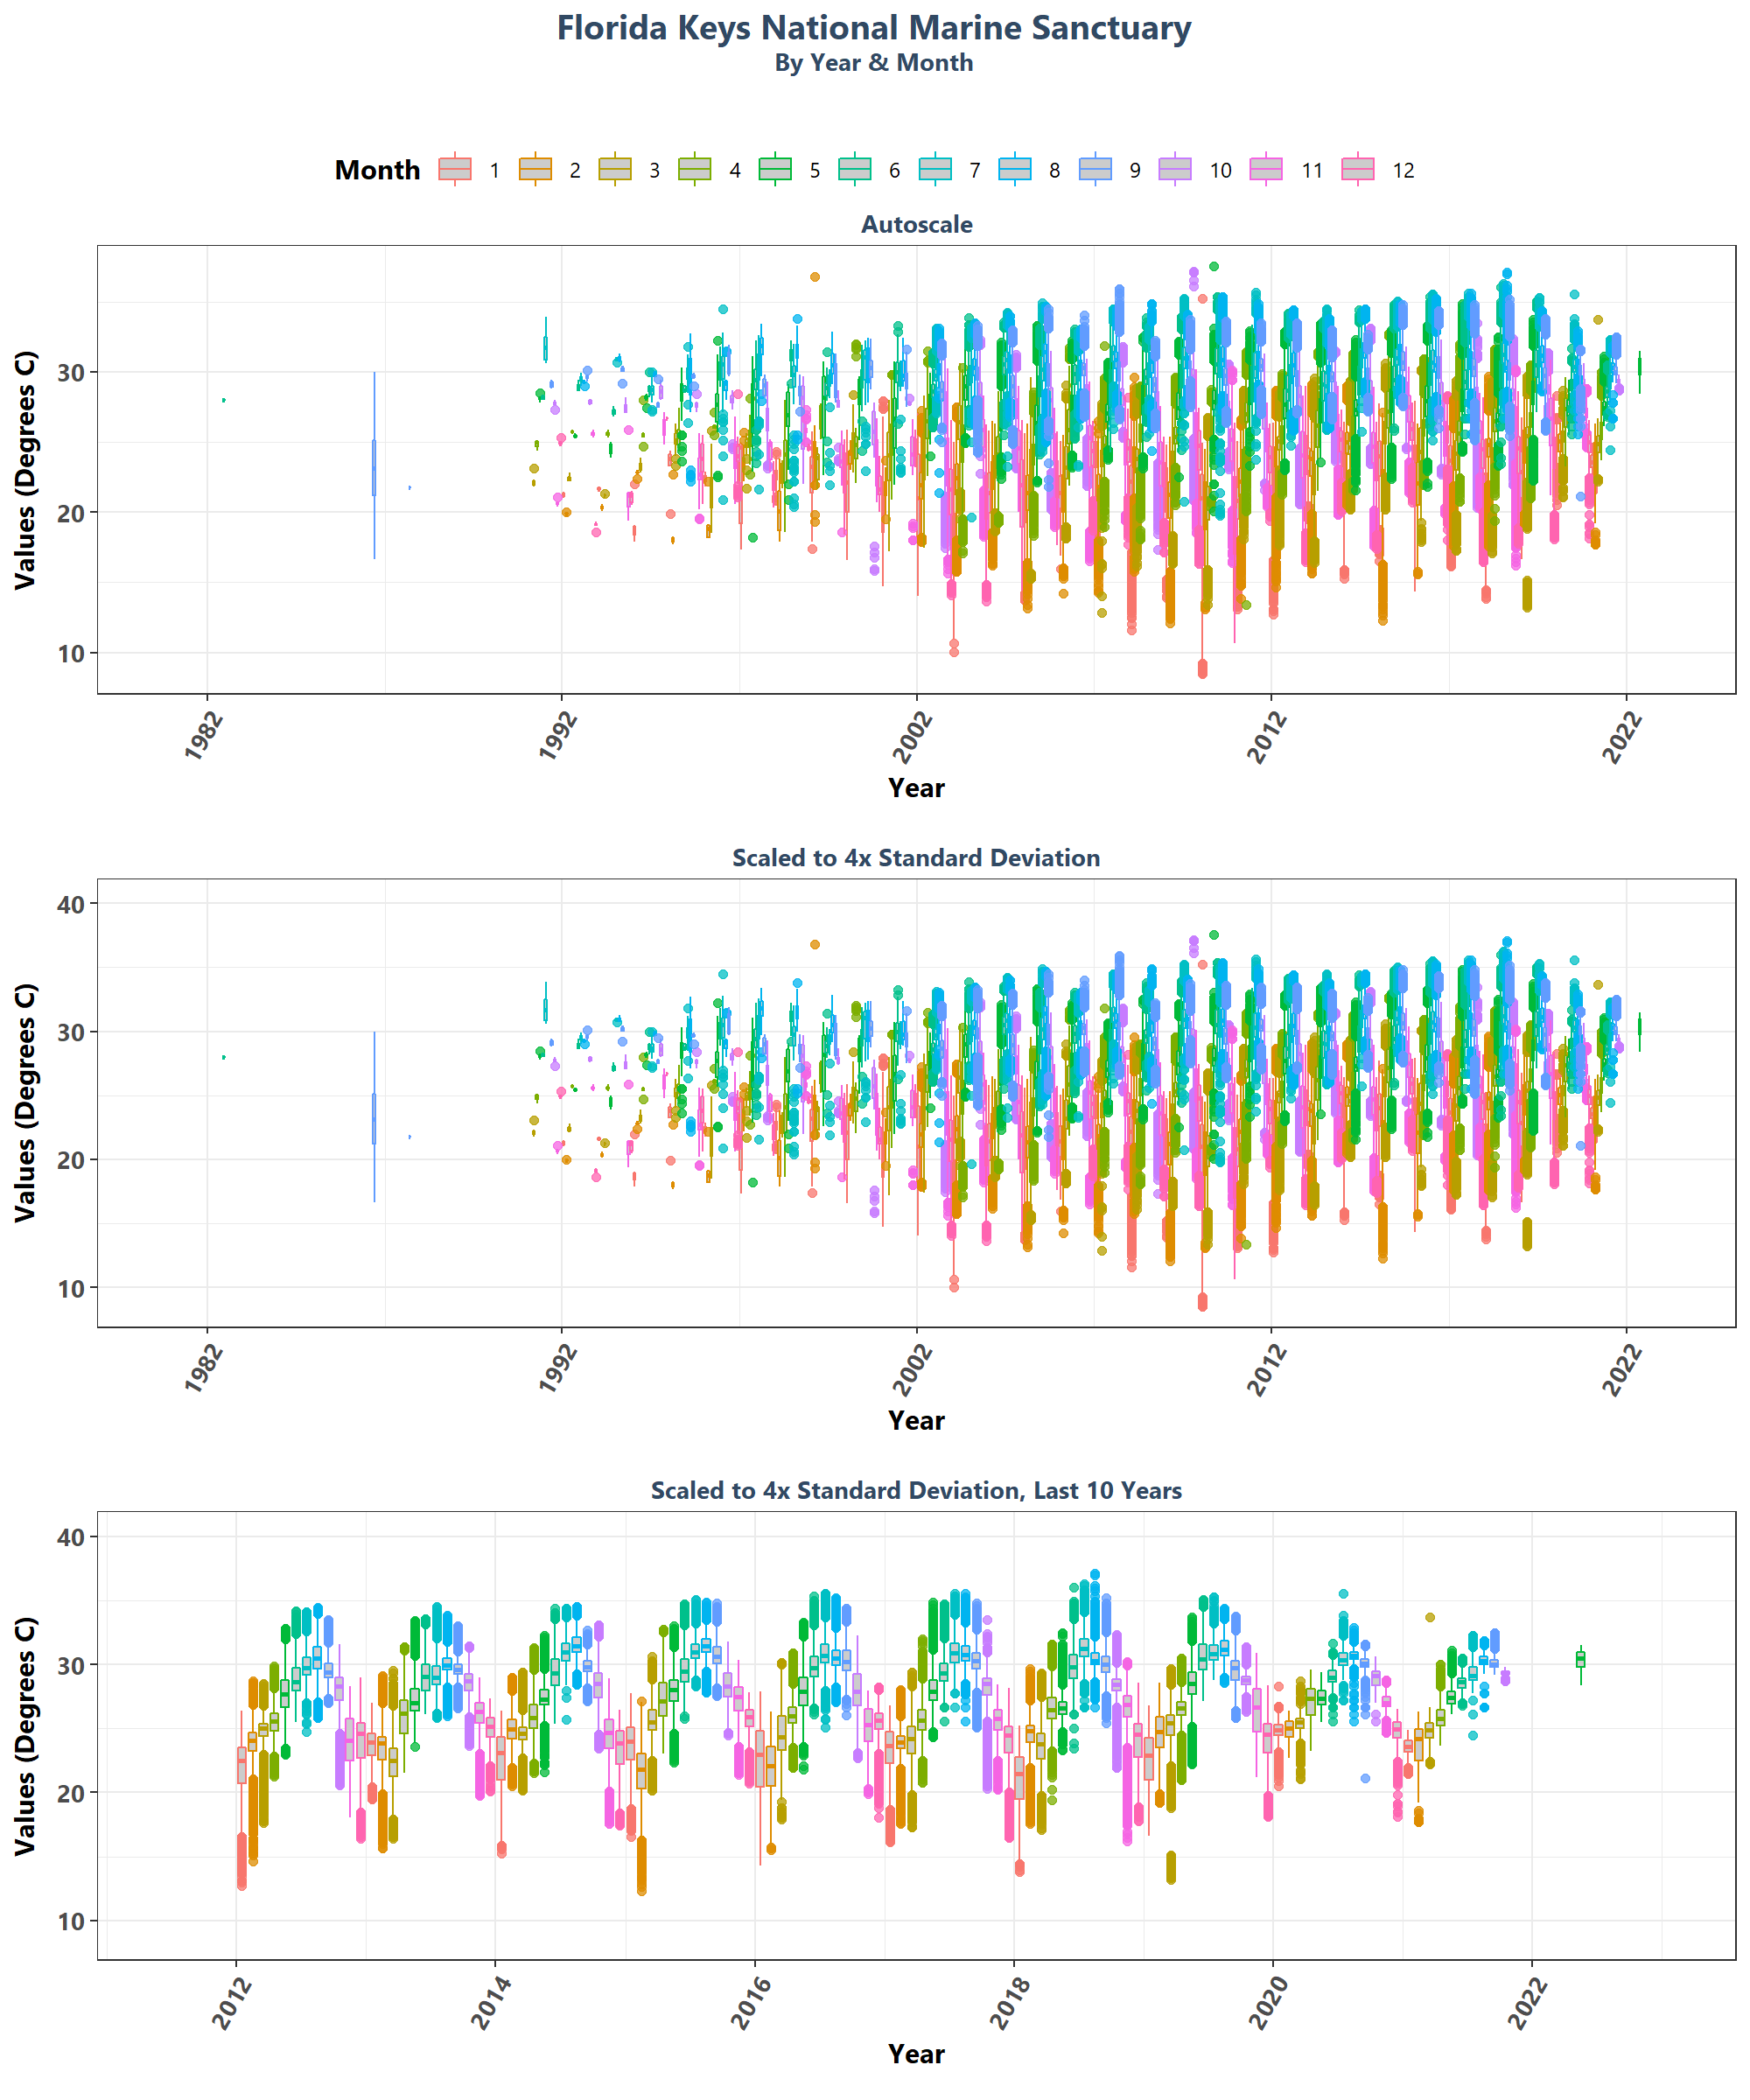 Florida Keys National Marine Sanctuary
By Year & Month
Month 1 2 3 4 5 6 7 8 9 10 11 12
Autoscale
Values (Degrees C)
30
20
10
1982 1992 2002 2012 2022
Year
Scaled to 4x Standard Deviation
Values (Degrees C)
40
30
20
10
1982 1992 2002 2012 2022
Year
Scaled to 4x Standard Deviation, Last 10 Years
Values (Degrees C)
40
30
20
10
2012 2014 2016 2018 2020 2022
Year